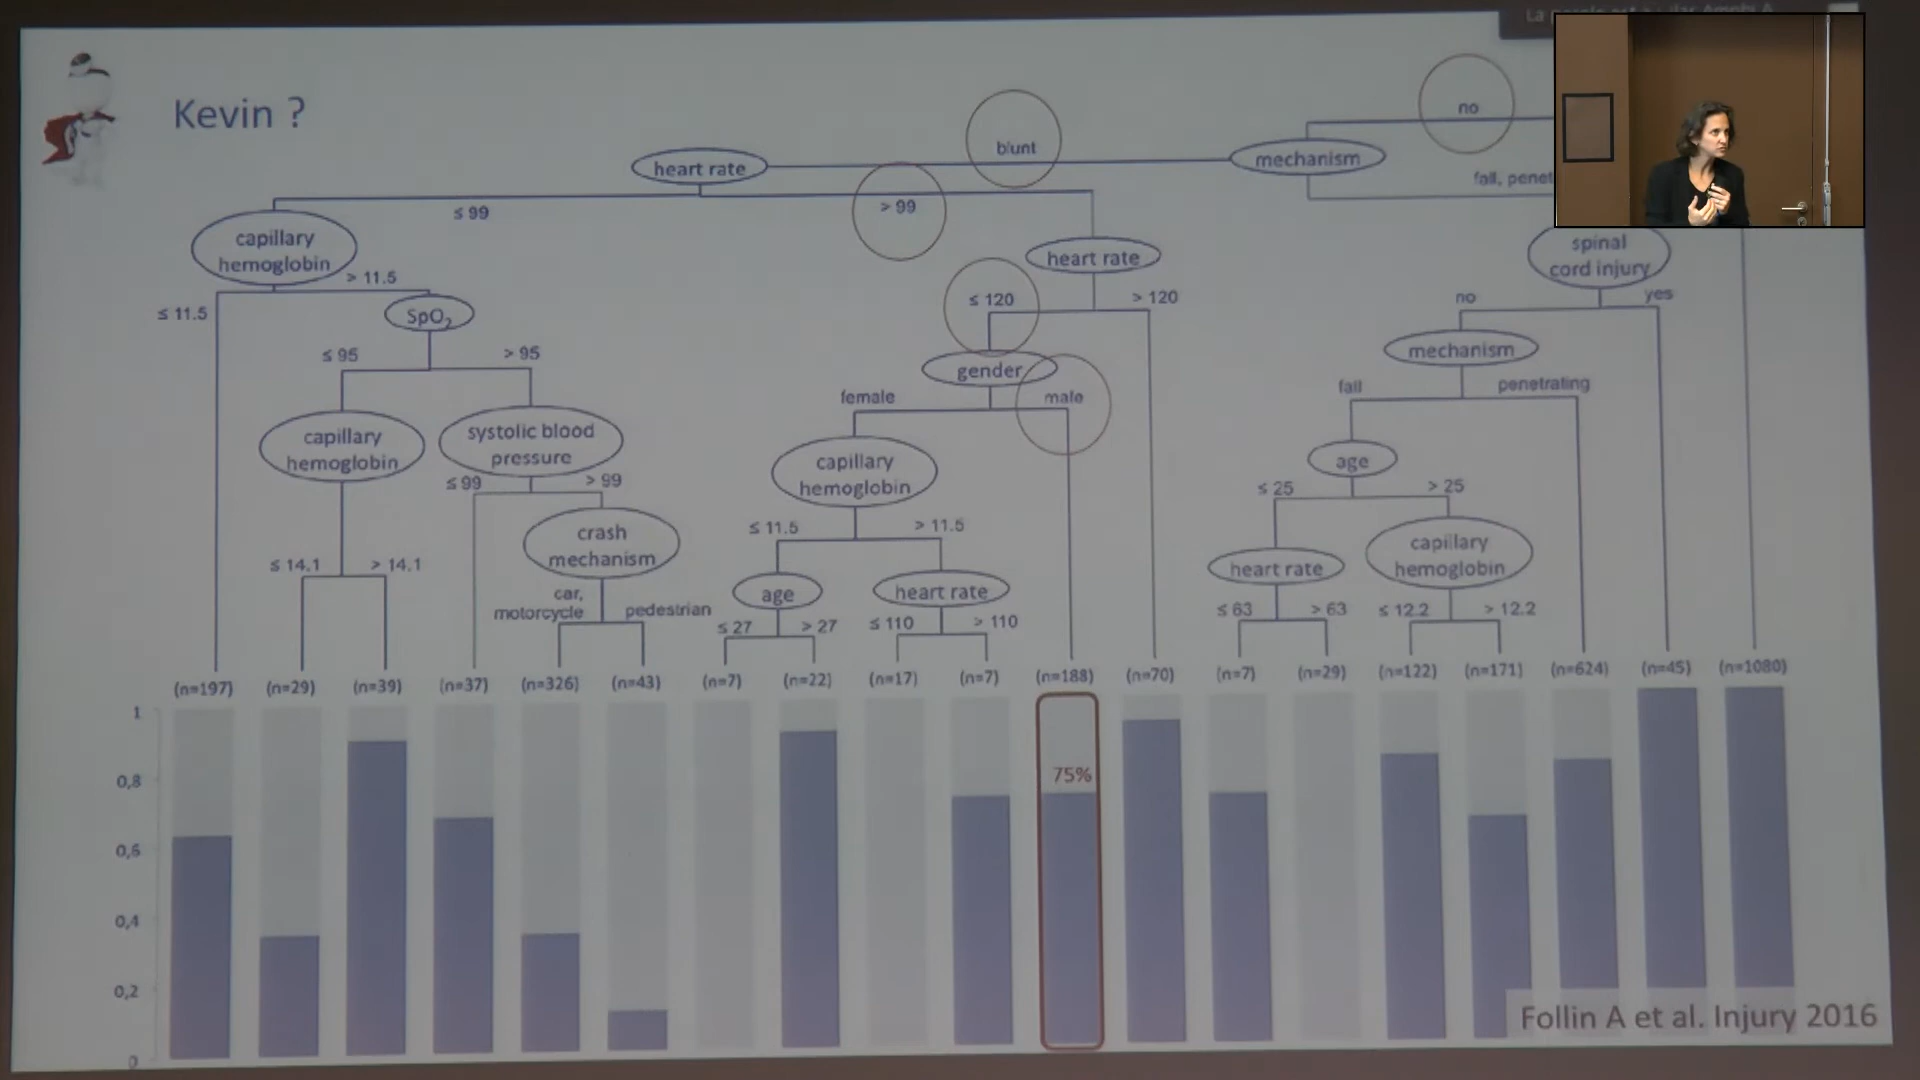 Kevin ?
no
blunt
heart rate
mechanism
≤ 99
> 99
capillary
hemoglobin
heart rate
spinal
cord injury
> 11.5
≤ 11.5
SpO2
≤ 120
> 120
no
yes
≤ 95
> 95
gender
mechanism
female
male
fall
penetrating
capillary
hemoglobin
systolic blood
pressure
capillary
hemoglobin
age
≤ 99
> 99
≤ 25
> 25
crash
mechanism
≤ 11.5
> 11.5
heart rate
capillary
hemoglobin
≤ 14.1
> 14.1
age
heart rate
car,
motorcycle
pedestrian
≤ 27
> 27
≤ 110
> 110
≤ 63
> 63
≤ 12.2
> 12.2
(n=197)
(n=29)
(n=39)
(n=37)
(n=326)
(n=43)
(n=7)
(n=22)
(n=17)
(n=7)
(n=188)
(n=70)
(n=7)
(n=29)
(n=122)
(n=171)
(n=624)
(n=45)
(n=1080)
1
0,8
75%
0,6
0,4
0,2
0
Follin A et al. Injury 2016